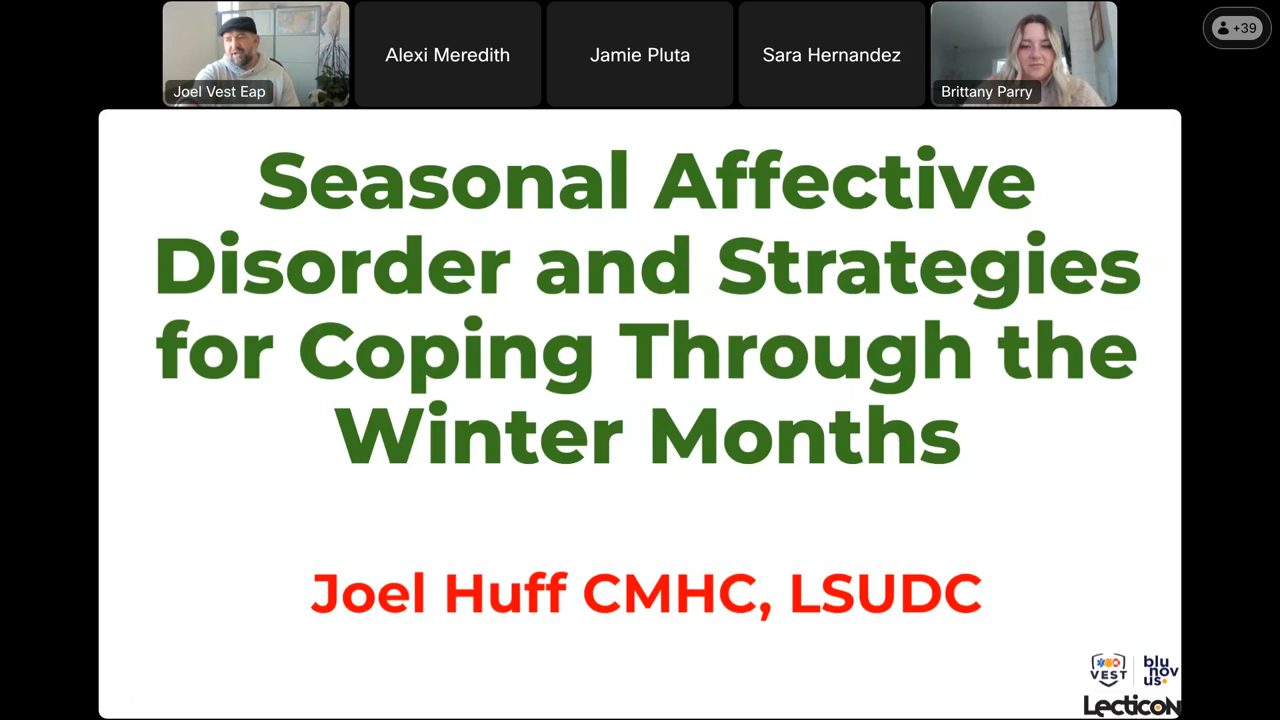 Joel Vest Eap
Alexi Meredith
Jamie Pluta
Sara Hernandez
Brittany Parry
+39
Seasonal Affective
Disorder and Strategies
for Coping Through the
Winter Months
Joel Huff CMHC, LSUDC
VEST
blu
nov
us
Lecticon